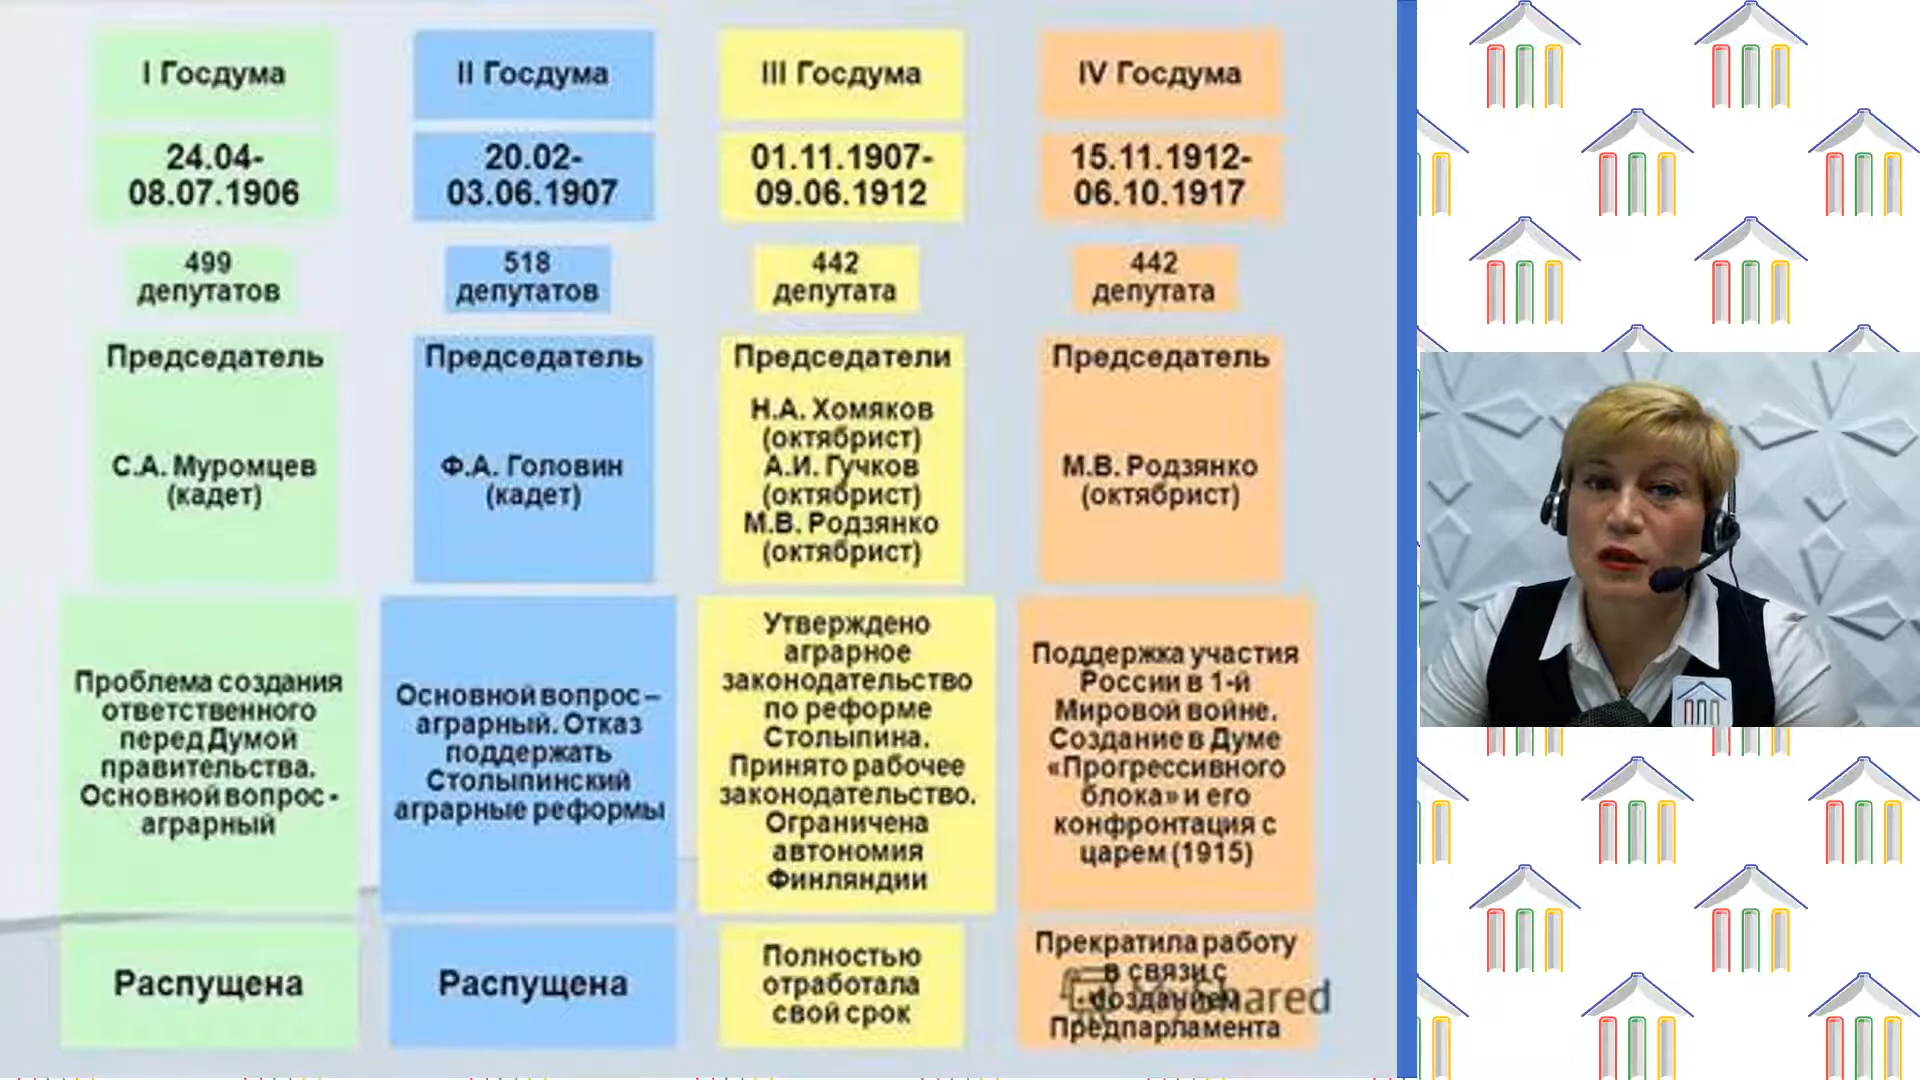 I Госдума
24.04-
08.07.1906
499
депутатов
Председатель
С.А. Муромцев
(кадет)
Проблема создания
ответственного
перед Думой
правительства.
Основной вопрос -
аграрный
Распущена
II Госдума
20.02-
03.06.1907
518
депутатов
Председатель
Ф.А. Головин
(кадет)
Основной вопрос –
аграрный. Отказ
поддержать
Столыпинский
аграрные реформы
Распущена
III Госдума
01.11.1907-
09.06.1912
442
депутата
Председатели
Н.А. Хомяков
(октябрист)
А.И. Гучков
(октябрист)
М.В. Родзянко
(октябрист)
Утверждено
аграрное
законодательство
по реформе
Столыпина.
Принято рабочее
законодательство.
Ограничена
автономия
Финляндии
Полностью
отработала
свой срок
IV Госдума
15.11.1912-
06.10.1917
442
депутата
Председатель
М.В. Родзянко
(октябрист)
Поддержка участия
России в 1-й
Мировой войне.
Создание в Думе
«Прогрессивного
блока» и его
конфронтация с
царем (1915)
Прекратила работу
в связи с
созданием
Предпарламента